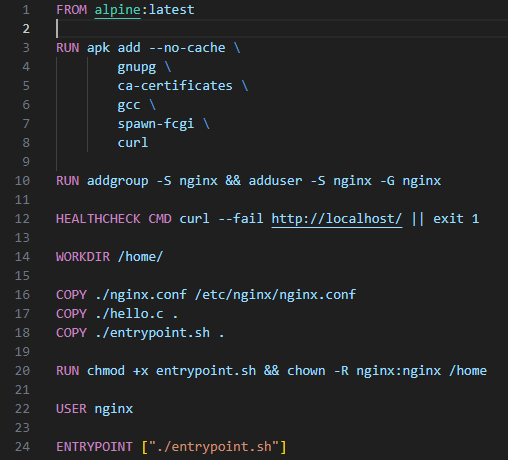 1 FROM alpine:latest
2
3 RUN apk add --no-cache \
4         gnupg \
5         ca-certificates \
6         gcc \
7         spawn-fcgi \
8         curl
9
10 RUN addgroup -S nginx && adduser -S nginx -G nginx
11
12 HEALTHCHECK CMD curl --fail http://localhost/ || exit 1
13
14 WORKDIR /home/
15
16 COPY ./nginx.conf /etc/nginx/nginx.conf
17 COPY ./hello.c .
18 COPY ./entrypoint.sh .
19
20 RUN chmod +x entrypoint.sh && chown -R nginx:nginx /home
21
22 USER nginx
23
24 ENTRYPOINT ["./entrypoint.sh"]